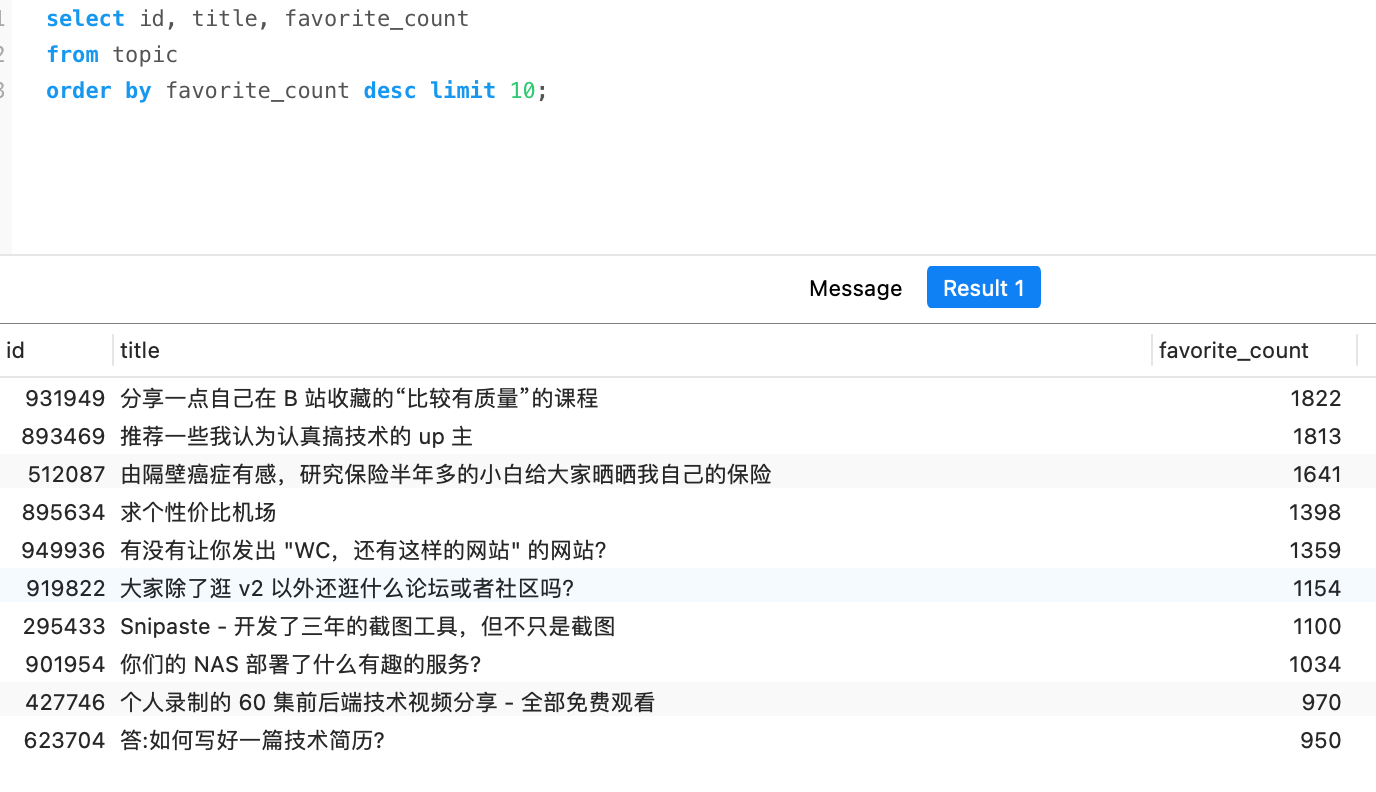 1 select id, title, favorite_count
2 from topic
3 order by favorite_count desc limit 10;
Message Result 1
id title favorite_count
931949 分享一点自己在 B 站收藏的“比较有质量”的课程 1822
893469 推荐一些我认为认真搞技术的 up 主 1813
512087 由隔壁癌症有感，研究保险半年多的小白给大家晒晒我自己的保险 1641
895634 求个性价比机场 1398
949936 有没有让你发出 "WC，还有这样的网站" 的网站? 1359
919822 大家除了逛 v2 以外还逛什么论坛或者社区吗? 1154
295433 Snipaste - 开发了三年的截图工具，但不只是截图 1100
901954 你们的 NAS 部署了什么有趣的服务? 1034
427746 个人录制的 60 集前后端技术视频分享 - 全部免费观看 970
623704 答:如何写好一篇技术简历? 950